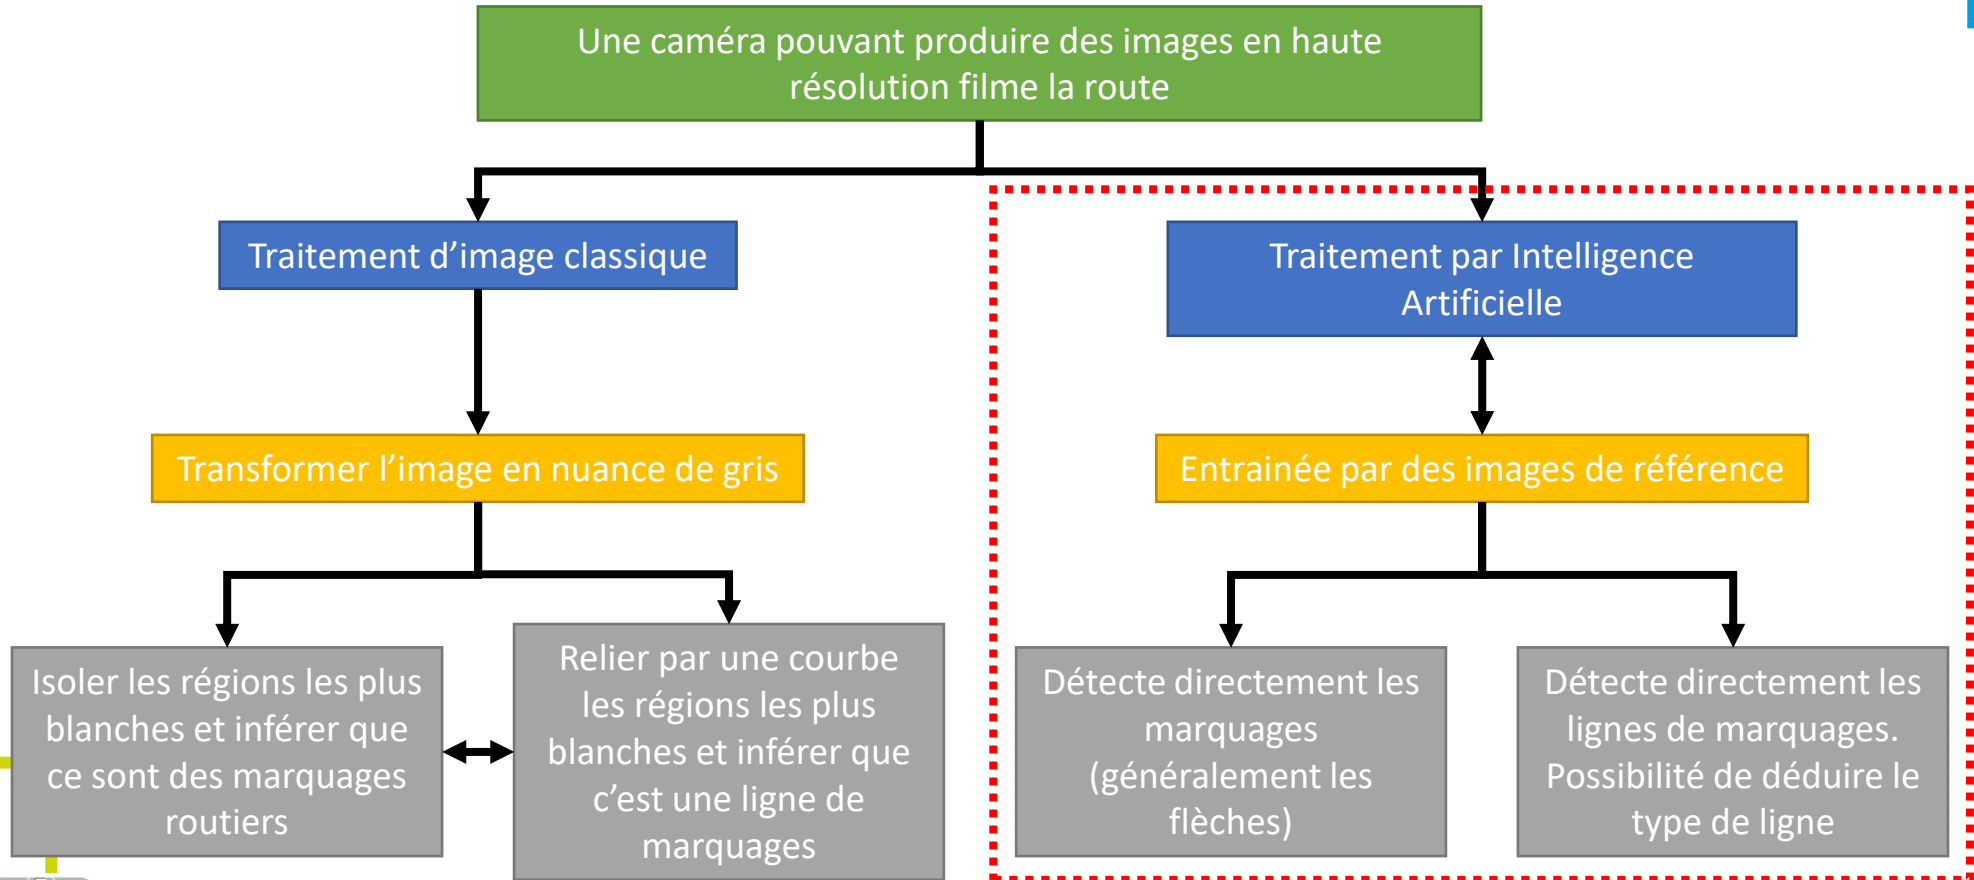 Une caméra pouvant produire des images en haute
résolution filme la route
Traitement d’image classique
Traitement par Intelligence
Artificielle
Transformer l’image en nuance de gris
Entrainée par des images de référence
Isoler les régions les plus
blanches et inférer que
ce sont des marquages
routiers
Relier par une courbe
les régions les plus
blanches et inférer que
c’est une ligne de
marquages
Détecte directement les
marquages
(généralement les
flèches)
Détecte directement les
lignes de marquages.
Possibilité de déduire le
type de ligne